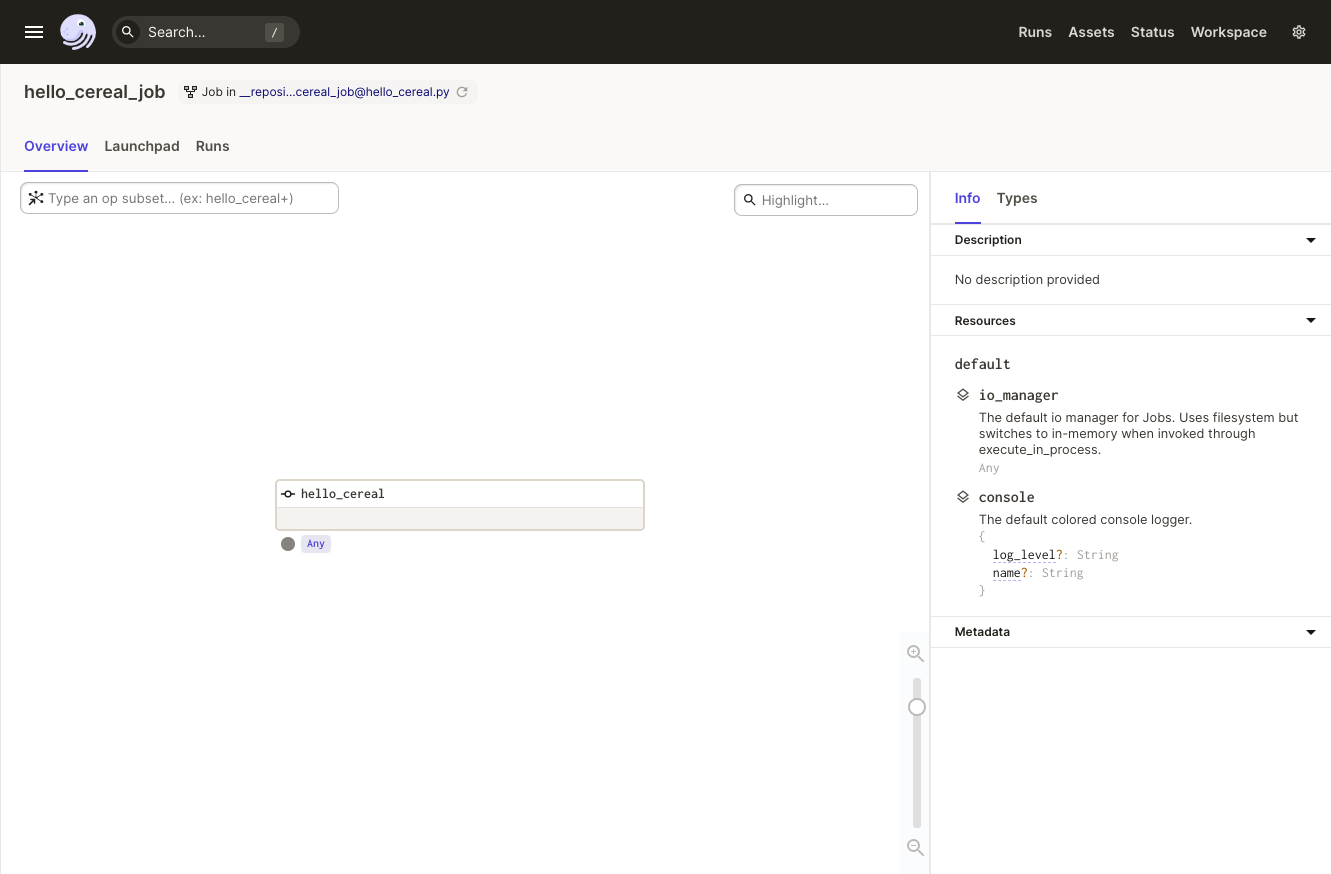 Search... /
Runs Assets Status Workspace
hello_cereal_job
Job in __reposi...cereal_job@hello_cereal.py
Overview Launchpad Runs
Type an op subset… (ex: hello_cereal+)
Highlight...
hello_cereal
Any
Info Types
Description
No description provided
Resources
default
io_manager
The default io manager for Jobs. Uses filesystem but
switches to in-memory when invoked through
execute_in_process.
Any
console
The default colored console logger.
{
log_level?: String
name?: String
}
Metadata